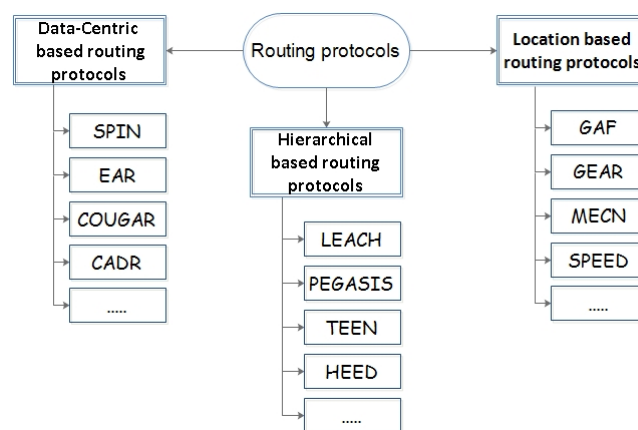 Routing protocols
Data-Centric
based routing
protocols
SPIN
EAR
COUGAR
CADR
.....
Hierarchical
based routing
protocols
LEACH
PEGASIS
TEEN
HEED
.....
Location based
routing protocols
GAF
GEAR
MECN
SPEED
.....